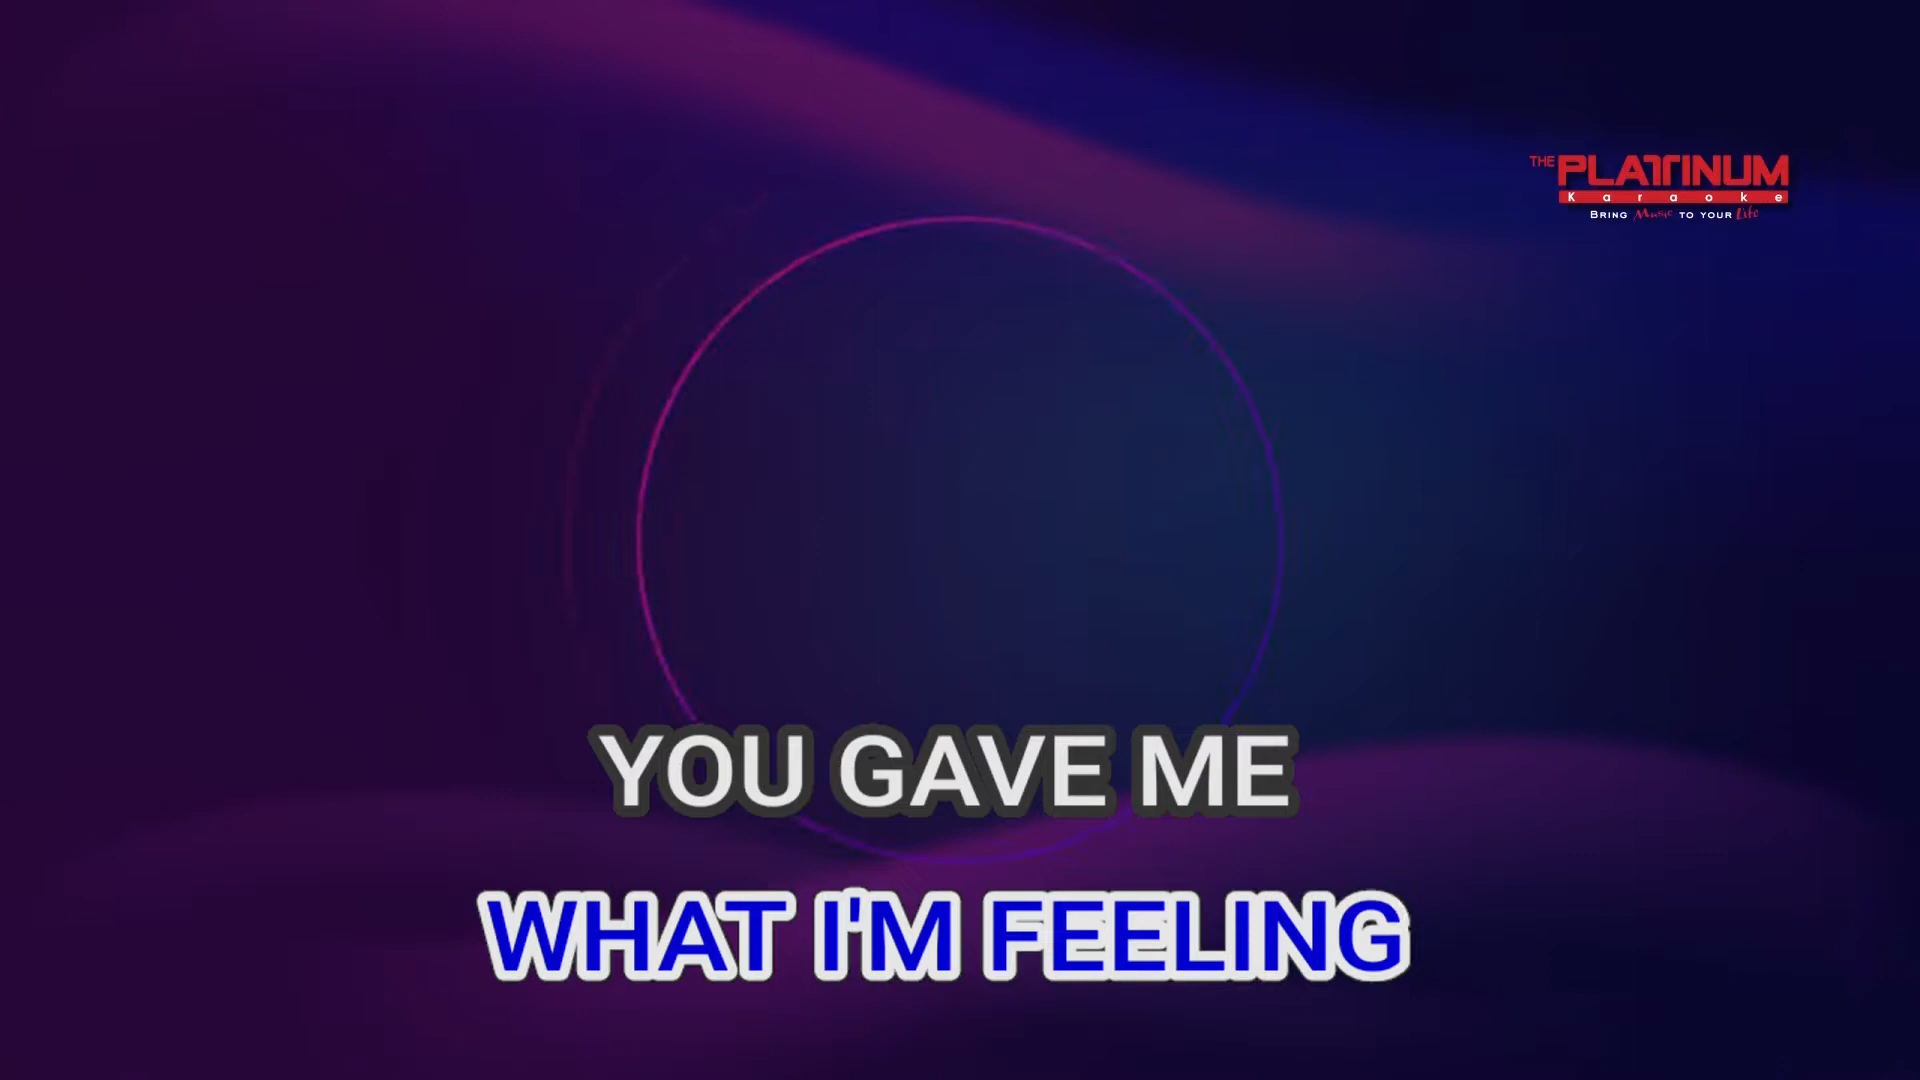 THE PLATINUM
Karaoke
BRING Music TO YOUR Life
YOU GAVE ME
WHAT I'M FEELING